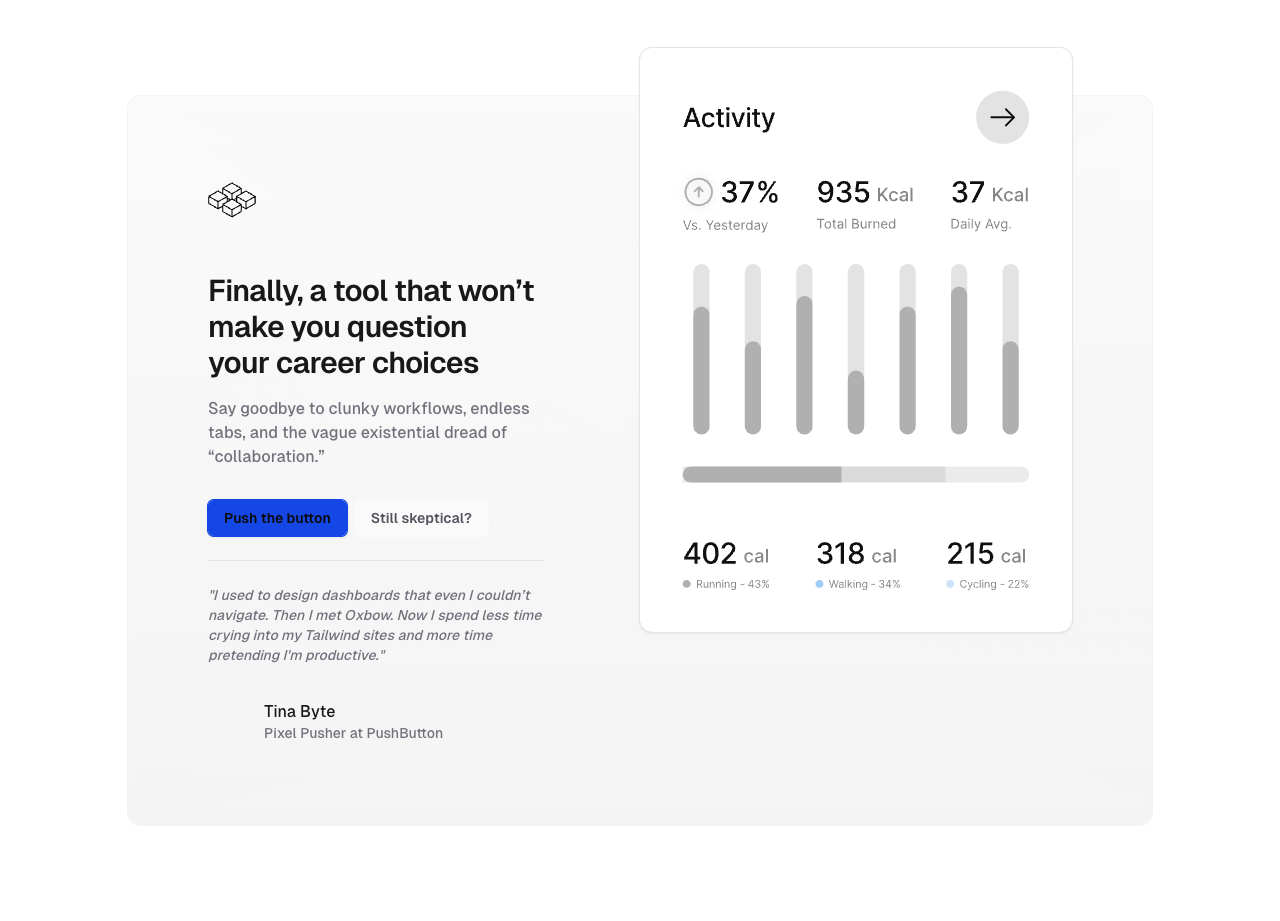 Finally, a tool that won’t
make you question
your career choices
Say goodbye to clunky workflows, endless
tabs, and the vague existential dread of
“collaboration.”
Push the button
Still skeptical?
"I used to design dashboards that even I couldn’t
navigate. Then I met Oxbow. Now I spend less time
crying into my Tailwind sites and more time
pretending I'm productive."
Tina Byte
Pixel Pusher at PushButton
Activity
37%
Vs. Yesterday
935 Kcal
Total Burned
37 Kcal
Daily Avg.
402 cal
Running - 43%
318 cal
Walking - 34%
215 cal
Cycling - 22%